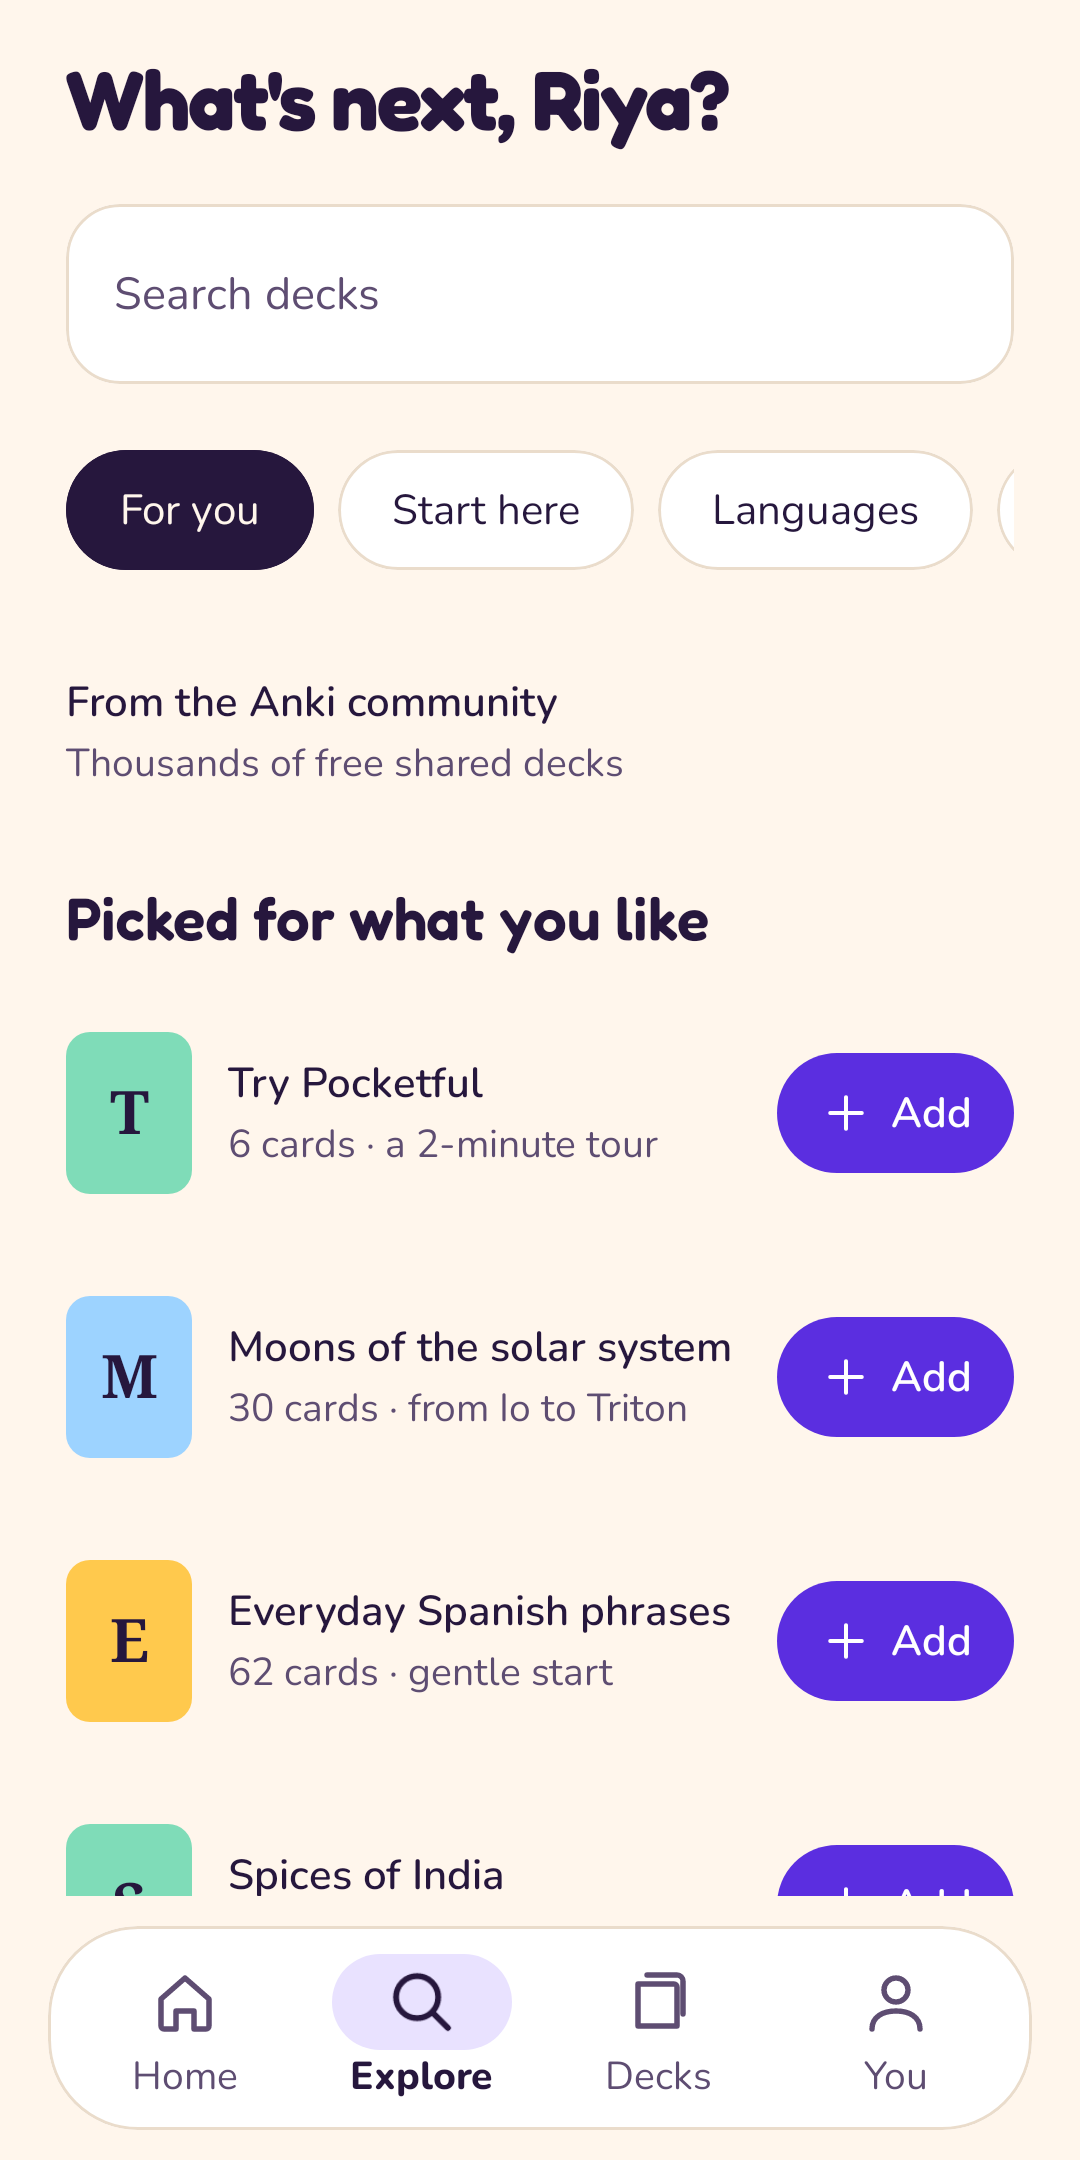 What's next, Riya?
Search decks
For you
Start here
Languages
From the Anki community
Thousands of free shared decks
Picked for what you like
T
Try Pocketful
6 cards · a 2-minute tour
Add
M
Moons of the solar system
30 cards · from Io to Triton
Add
E
Everyday Spanish phrases
62 cards · gentle start
Add
S
Spices of India
Add
Home
Explore
Decks
You